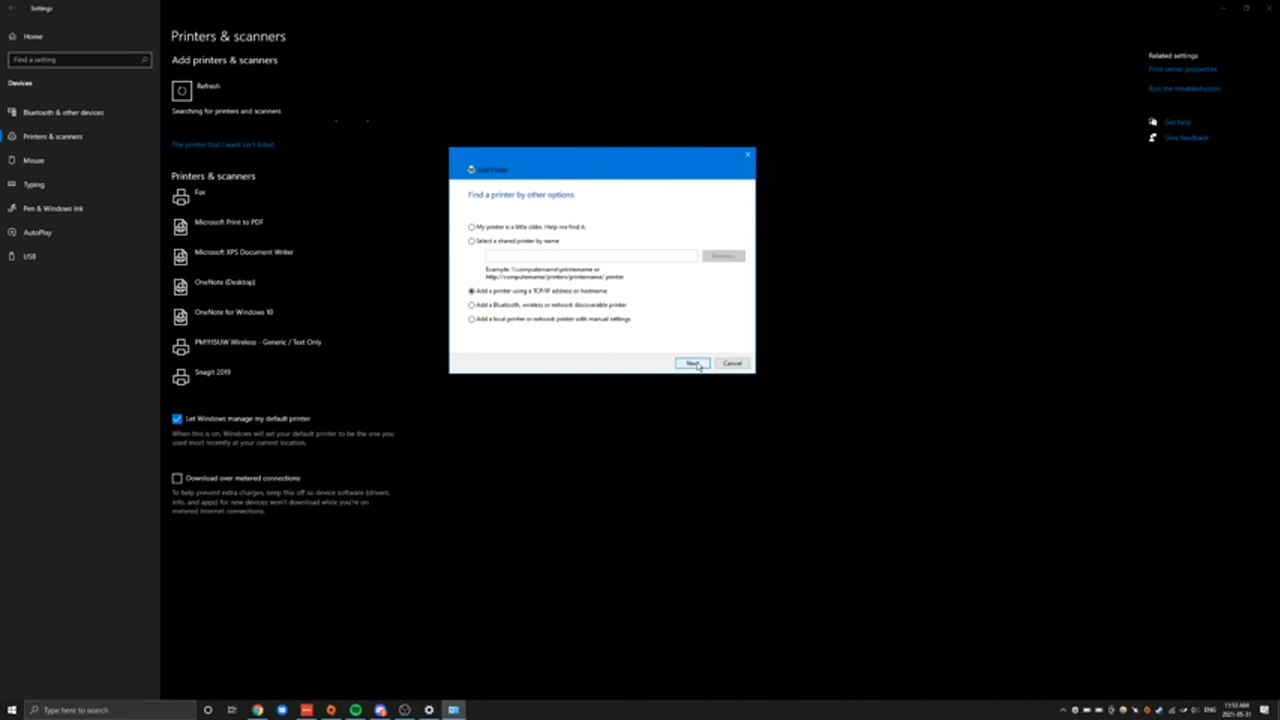 Settings
Home
Find a setting
Devices
Bluetooth & other devices
Printers & scanners
Mouse
Typing
Pen & Windows Ink
AutoPlay
USB
Printers & scanners
Add printers & scanners
Refresh
Searching for printers and scanners
The printer that I want isn't listed
Printers & scanners
Fax
Microsoft Print to PDF
Microsoft XPS Document Writer
OneNote (Desktop)
OneNote for Windows 10
PM1115UW Wireless - Generic / Text Only
Snagit 2019
Let Windows manage my default printer
When this is on, Windows will set your default printer to be the one you
used most recently at your current location.
Download over metered connections
To help prevent extra charges, keep this off so device software (drivers,
info, and apps) for new devices won't download while you're on
metered Internet connections.
Add Printer
Find a printer by other options
My printer is a little older. Help me find it.
Select a shared printer by name
Browse...
Example: \\computername\printername or
http://computername/printers/printername/.printer
Add a printer using a TCP/IP address or hostname
Add a Bluetooth, wireless or network discoverable printer
Add a local printer or network printer with manual settings
Next
Cancel
Related settings
Print server properties
Run the troubleshooter
Get help
Give feedback
Type here to search
ENG
11:53 AM
2021-05-31